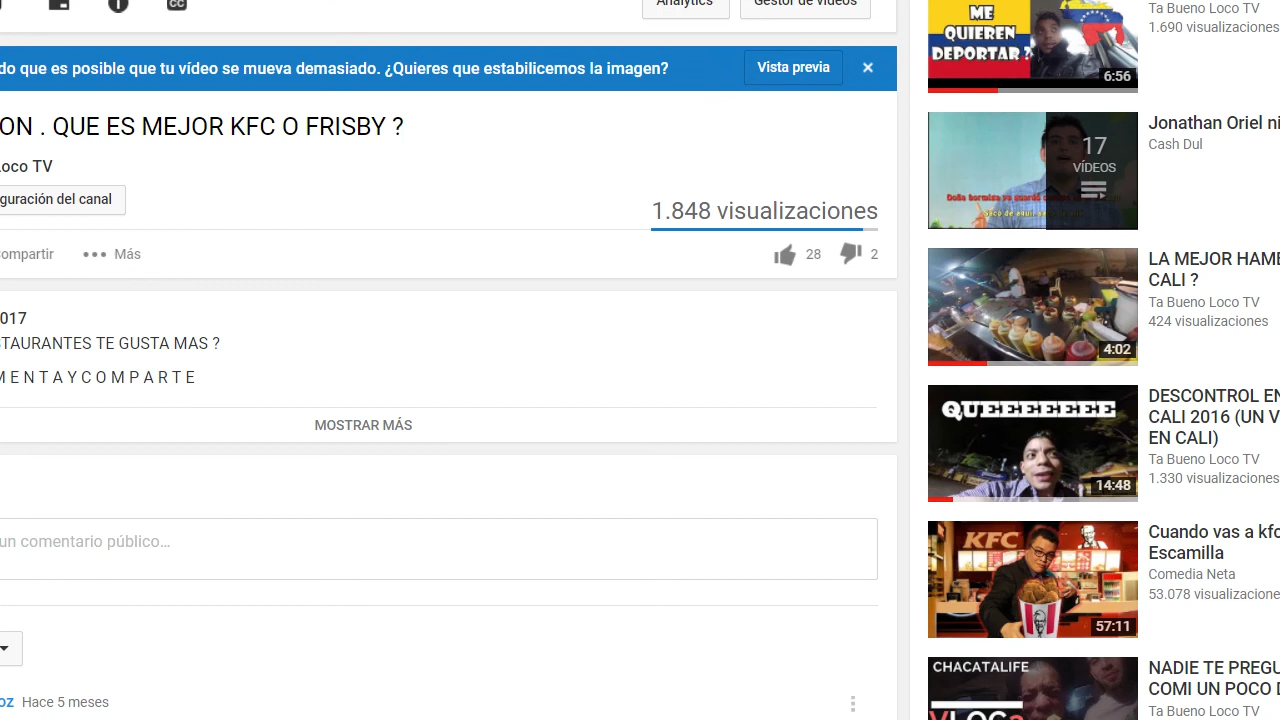 Analytics
Gestor de vídeos
do que es posible que tu vídeo se mueva demasiado. ¿Quieres que estabilicemos la imagen?
Vista previa
ON . QUE ES MEJOR KFC O FRISBY ?
Loco TV
guración del canal
1.848 visualizaciones
ompartir
Más
28
2
017
STAURANTES TE GUSTA MAS ?
M E N T A Y C O M P A R T E
MOSTRAR MÁS
un comentario público...
oz Hace 5 meses
ME
QUIEREN
DEPORTAR ?
6:56
Ta Bueno Loco TV
1.690 visualizaciones
17
VÍDEOS
Jonathan Oriel ni
Cash Dul
4:02
LA MEJOR HAMB
CALI ?
Ta Bueno Loco TV
424 visualizaciones
QUEEEEEEEE
14:48
DESCONTROL EN
CALI 2016 (UN V
EN CALI)
Ta Bueno Loco TV
1.330 visualizaciones
KFC
57:11
Cuando vas a kfc
Escamilla
Comedia Neta
53.078 visualizacione
CHACATALIFE
NADIE TE PREGU
COMI UN POCO D
Ta Bueno Loco TV